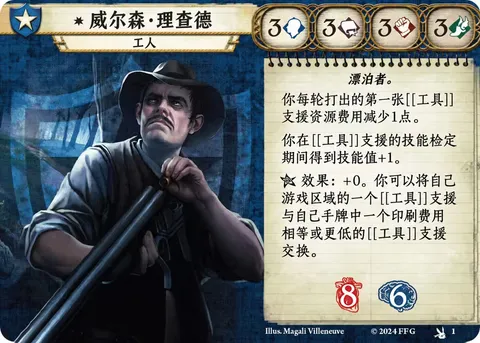 威尔森·理查德
工人
3 3 3 3
漂泊者。
你每轮打出的第一张[[工具]]
支援资源费用减少1点。
你在[[工具]]支援的技能检定
期间得到技能值+1。
效果：+0。你可以将自己
游戏区域的一个[[工具]]支援
与自己手牌中一个印刷费用
相等或更低的[[工具]]支援
交换。
8 6
Illus. Magali Villeneuve © 2024 FFG 1